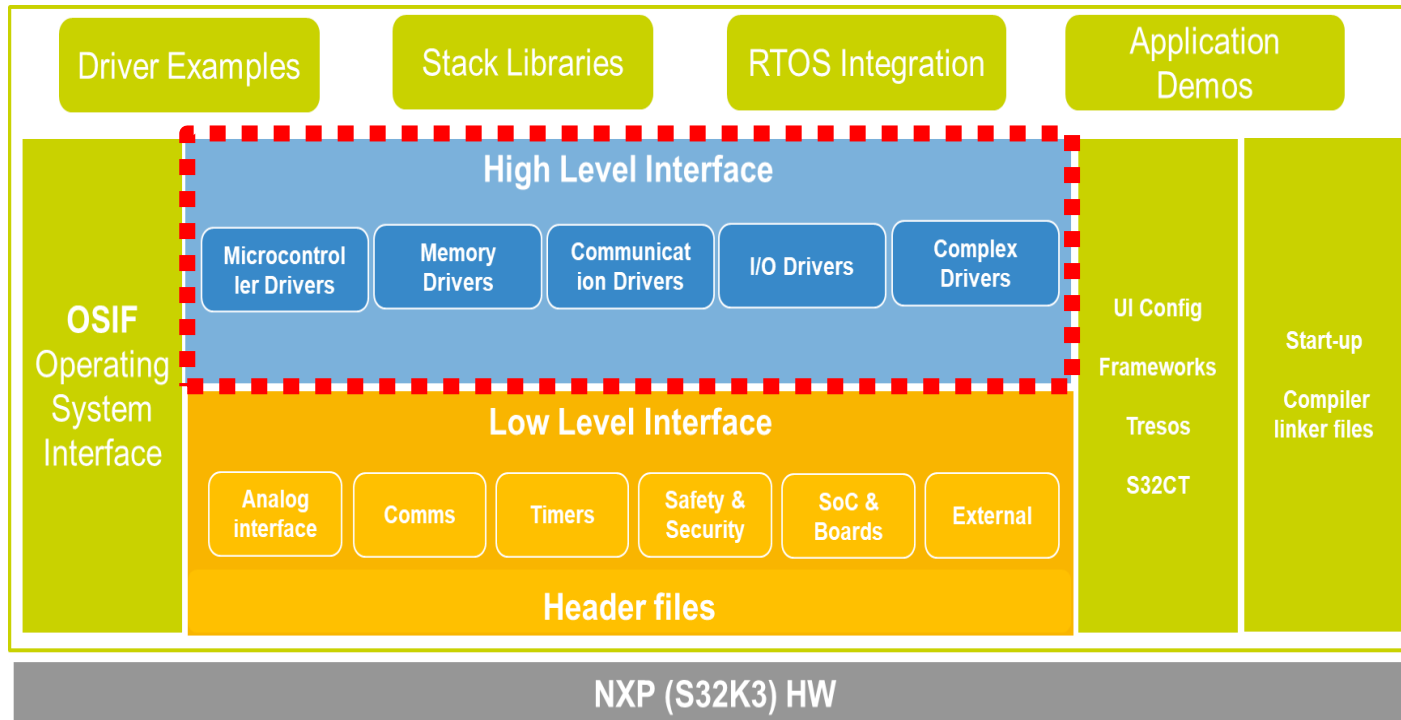 Driver Examples
Stack Libraries
RTOS Integration
Application
Demos
OSIF
Operating
System
Interface
High Level Interface
Microcontrol
ler Drivers
Memory
Drivers
Communicat
ion Drivers
I/O Drivers
Complex
Drivers
Low Level Interface
Analog
interface
Comms
Timers
Safety &
Security
SoC &
Boards
External
Header files
UI Config
Frameworks
Tresos
S32CT
Start-up
Compiler
linker files
NXP (S32K3) HW